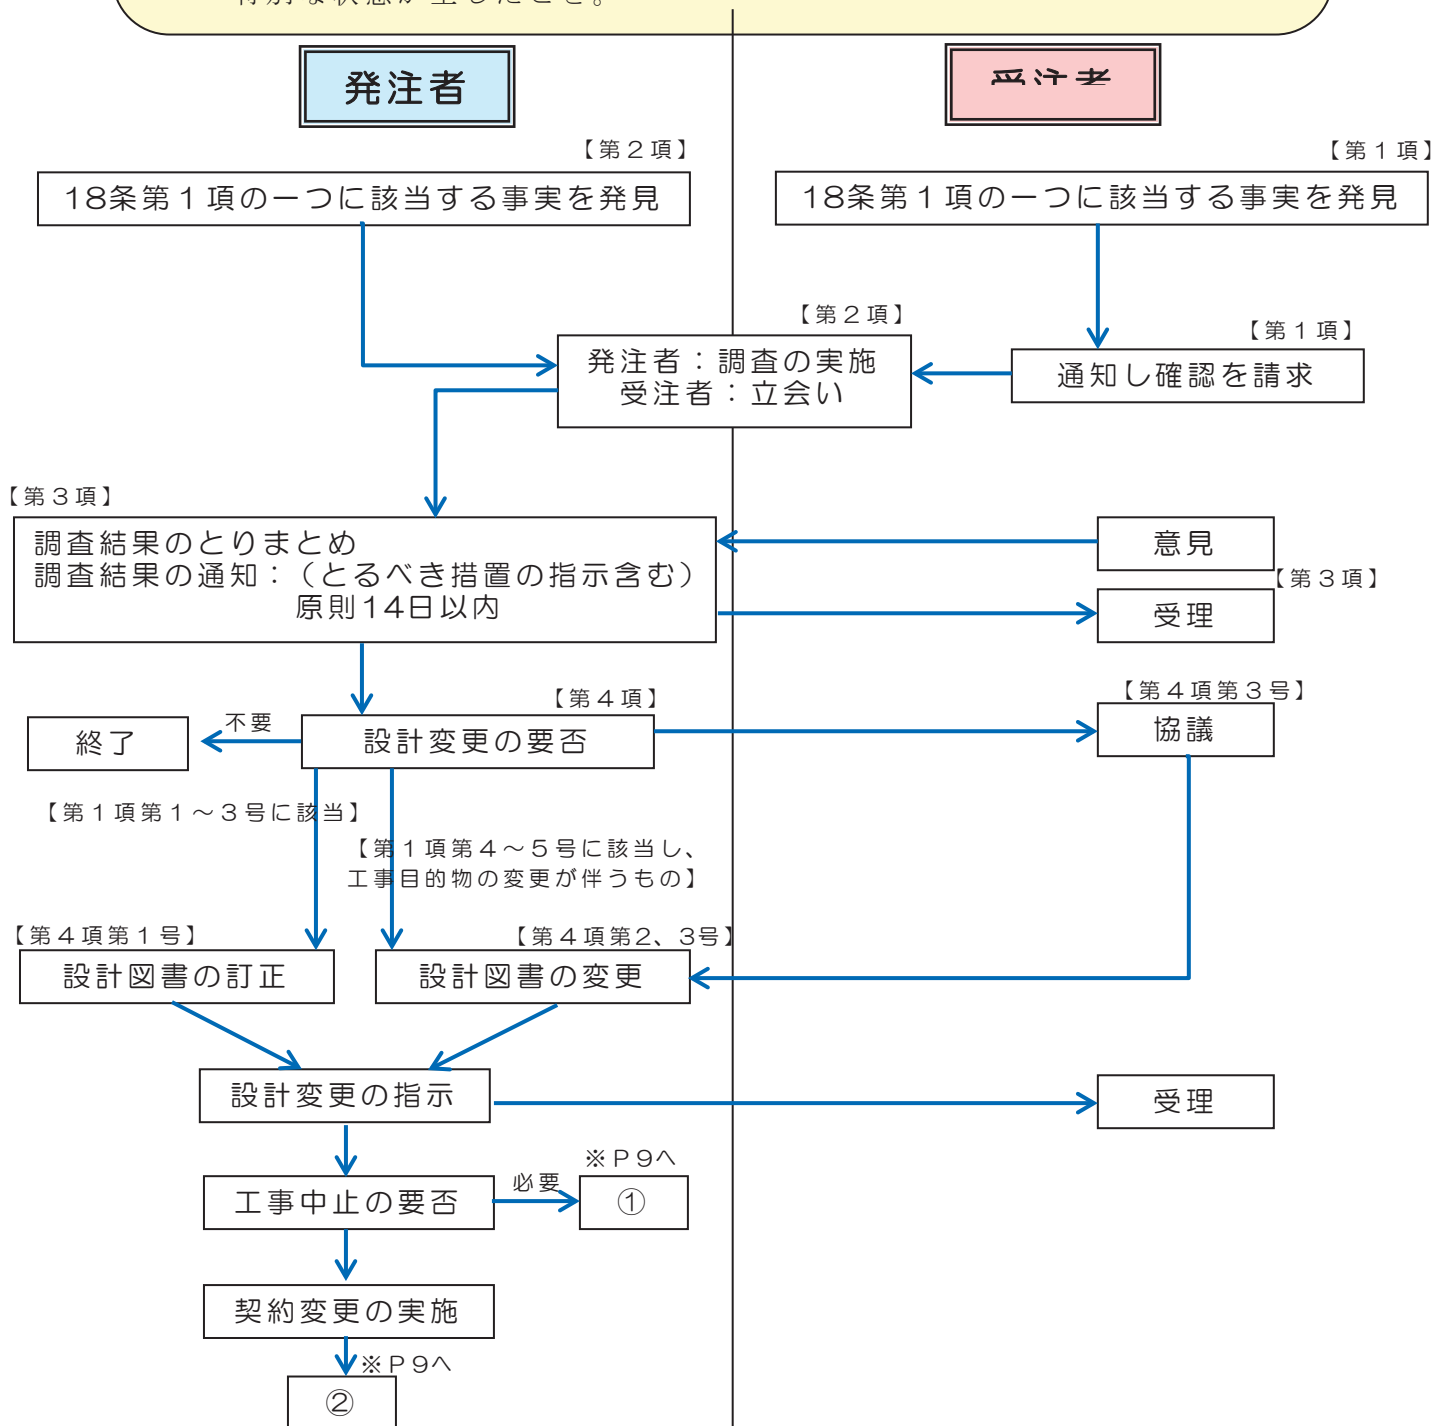 発注者
受注者
【第2項】
【第1項】
18条第１項の一つに該当する事実を発見
18条第１項の一つに該当する事実を発見
【第２項】
【第１項】
発注者：調査の実施
受注者：立会い
通知し確認を請求
【第３項】
調査結果のとりまとめ
調査結果の通知：（とるべき措置の指示含む）
原則14日以内
意見
【第３項】
受理
【第４項】
【第４項第３号】
不要
終了
設計変更の要否
協議
【第１項第１～３号に該当】
【第１項第４～５号に該当し、
工事目的物の変更が伴うもの】
【第４項第１号】
【第４項第2、3号】
設計図書の訂正
設計図書の変更
設計変更の指示
受理
※Ｐ９へ
工事中止の要否
必要
①
契約変更の実施
※Ｐ９へ
②